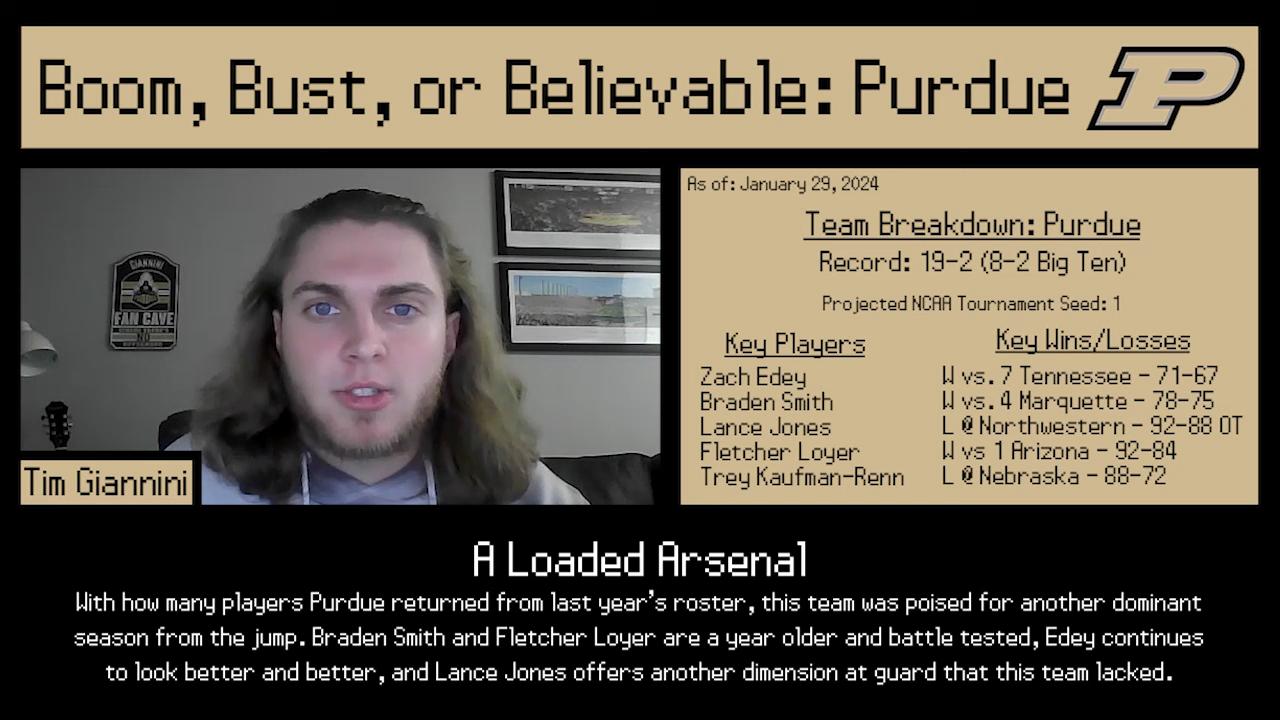 Boom, Bust, or Believable: Purdue P
GIANNINI
FAN CAVE
Tim Giannini
As of: January 29, 2024
Team Breakdown: Purdue
Record: 19-2 (8-2 Big Ten)
Projected NCAA Tournament Seed: 1
Key Players
Zach Edey
Braden Smith
Lance Jones
Fletcher Loyer
Trey Kaufman-Renn
Key Wins/Losses
W vs. 7 Tennessee - 71-67
W vs. 4 Marquette - 78-75
L @ Northwestern - 92-88 OT
W vs 1 Arizona - 92-84
L @ Nebraska - 88-72
A Loaded Arsenal
With how many players Purdue returned from last year's roster, this team was poised for another dominant
season from the jump. Braden Smith and Fletcher Loyer are a year older and battle tested, Edey continues
to look better and better, and Lance Jones offers another dimension at guard that this team lacked.